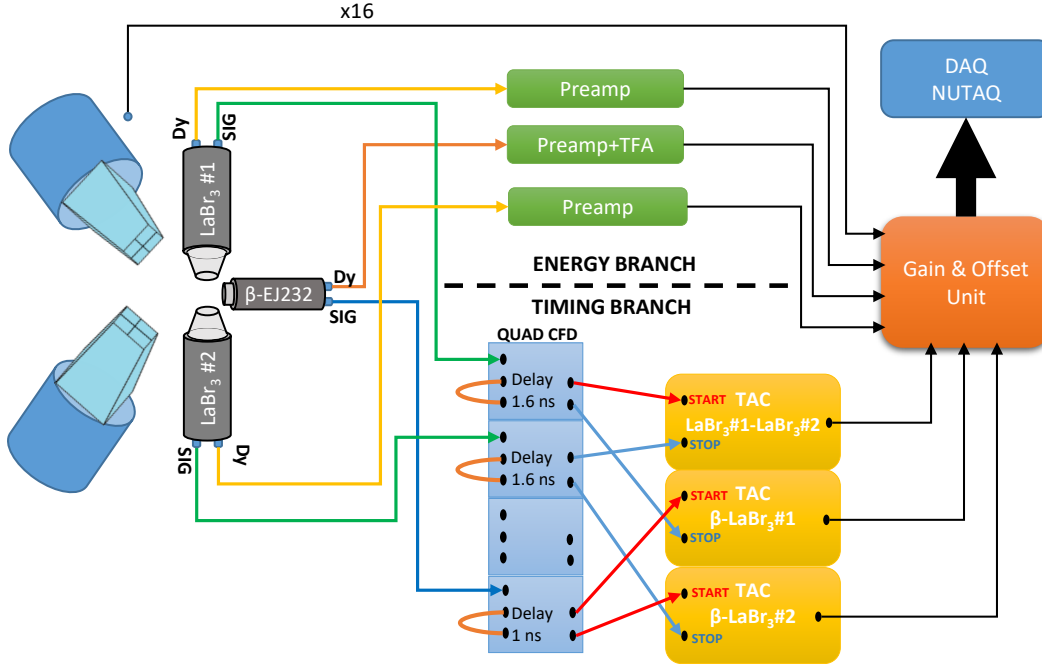 x16
DAQ
NUTAQ
Dy
SIG
Preamp
LaBr₃ #1
Preamp+TFA
Preamp
β-EJ232
Dy
SIG
ENERGY BRANCH
TIMING BRANCH
Gain & Offset
Unit
LaBr₃ #2
SIG
Dy
QUAD CFD
Delay
1.6 ns
Delay
1.6 ns
Delay
1 ns
START TAC
LaBr₃#1-LaBr₃#2
STOP
START TAC
β-LaBr₃#1
STOP
START TAC
β-LaBr₃#2
STOP